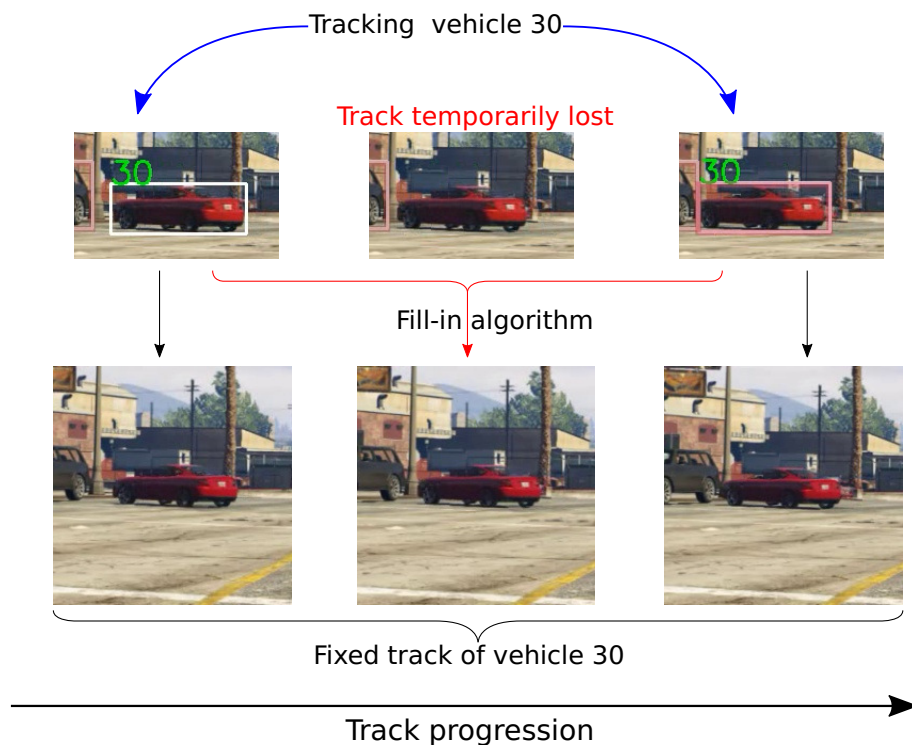 Tracking vehicle 30
Track temporarily lost
30
30
Fill-in algorithm
Fixed track of vehicle 30
Track progression